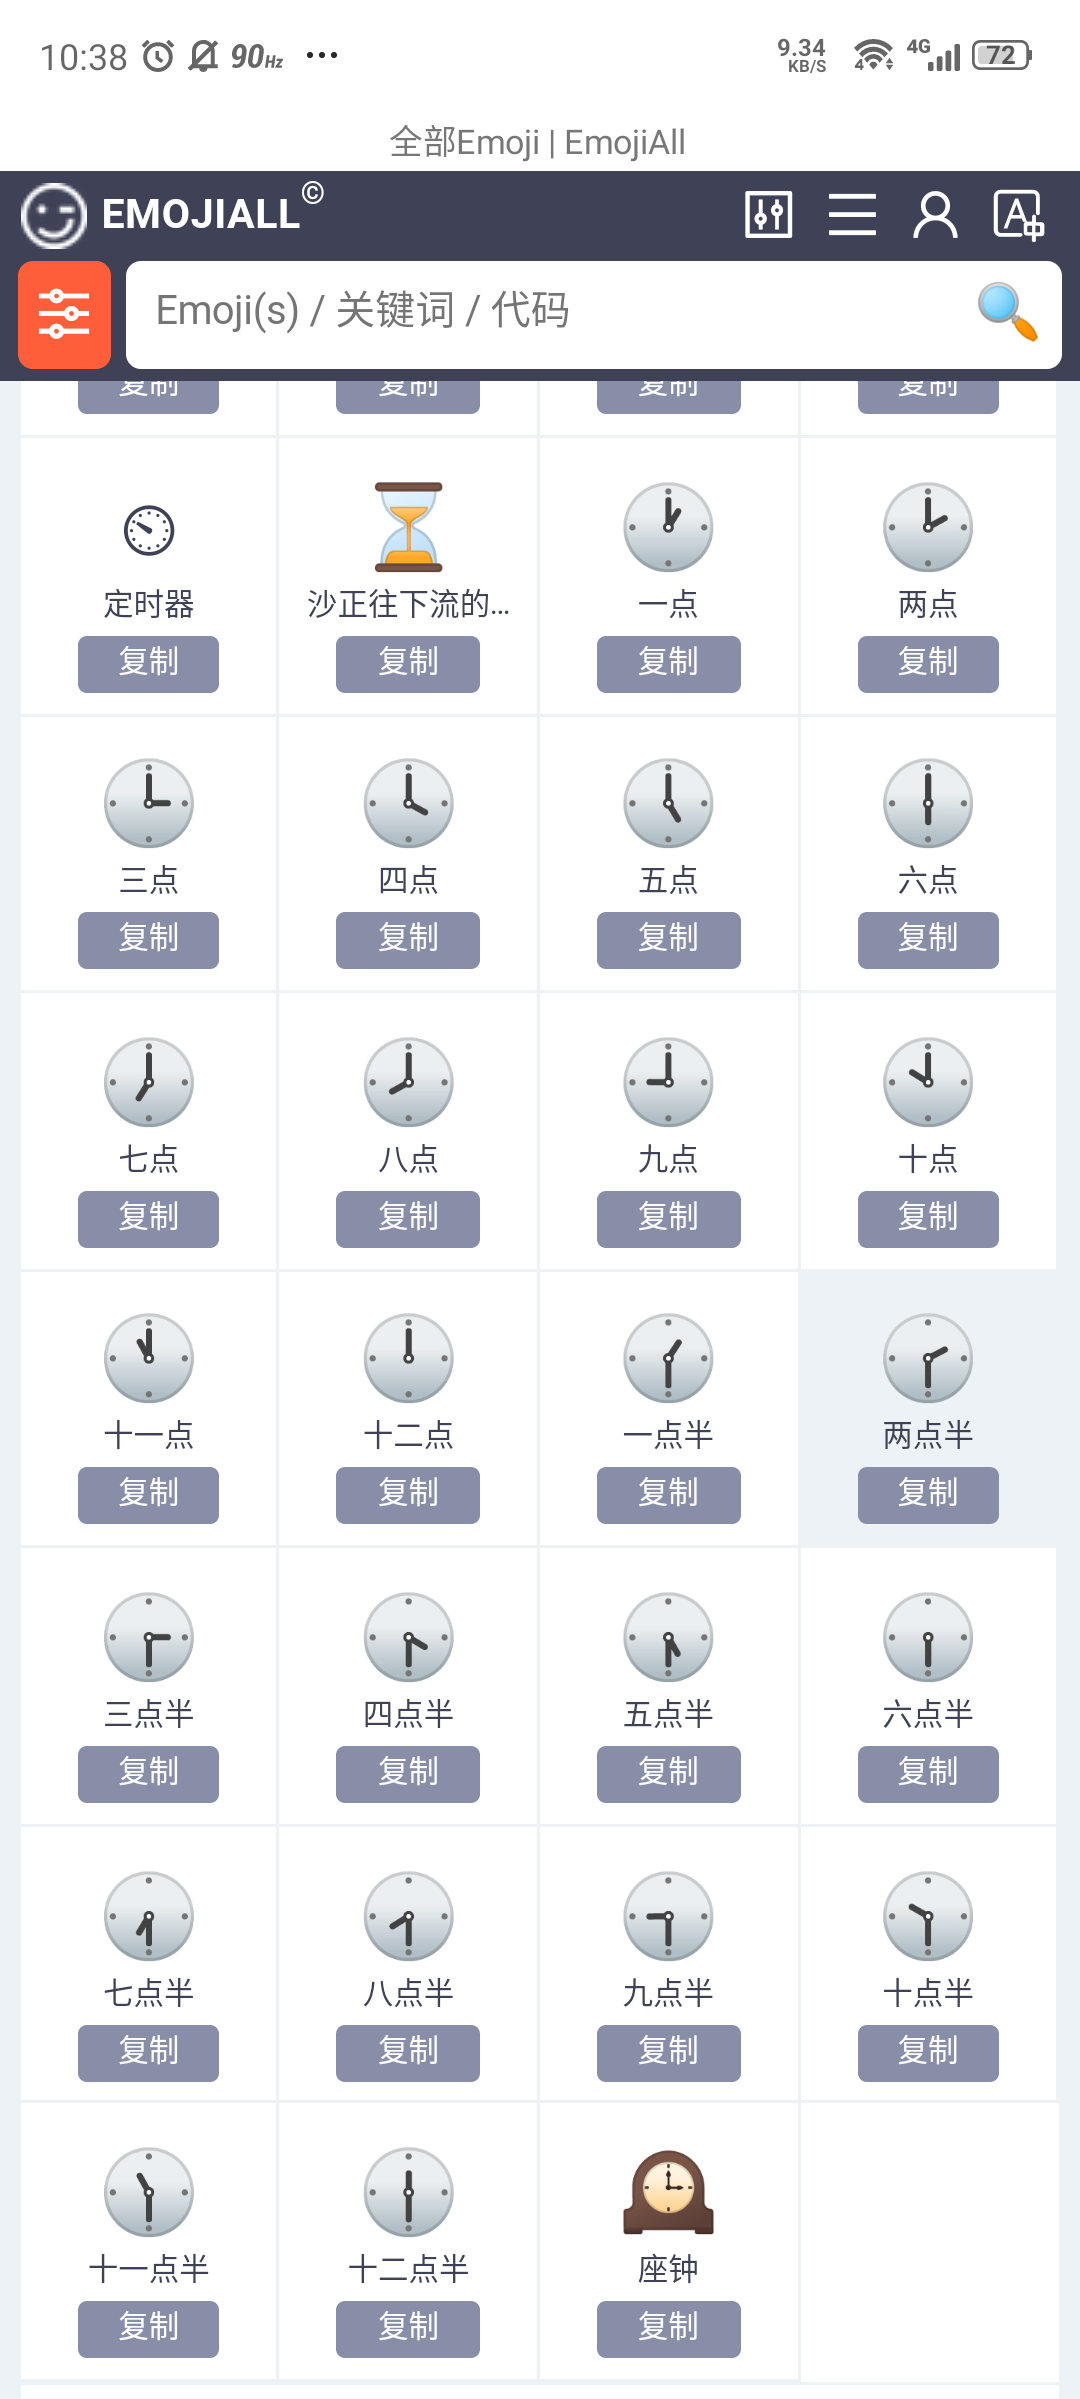 10:38 90Hz ... 9.34 KB/S 4G 72
全部Emoji | EmojiAll
EMOJIALL©
Emoji(s) / 关键词 / 代码
复制 复制 复制 复制
定时器 沙正往下流的... 一点 两点
复制 复制 复制 复制
三点 四点 五点 六点
复制 复制 复制 复制
七点 八点 九点 十点
复制 复制 复制 复制
十一点 十二点 一点半 两点半
复制 复制 复制 复制
三点半 四点半 五点半 六点半
复制 复制 复制 复制
七点半 八点半 九点半 十点半
复制 复制 复制 复制
十一点半 十二点半 座钟
复制 复制 复制